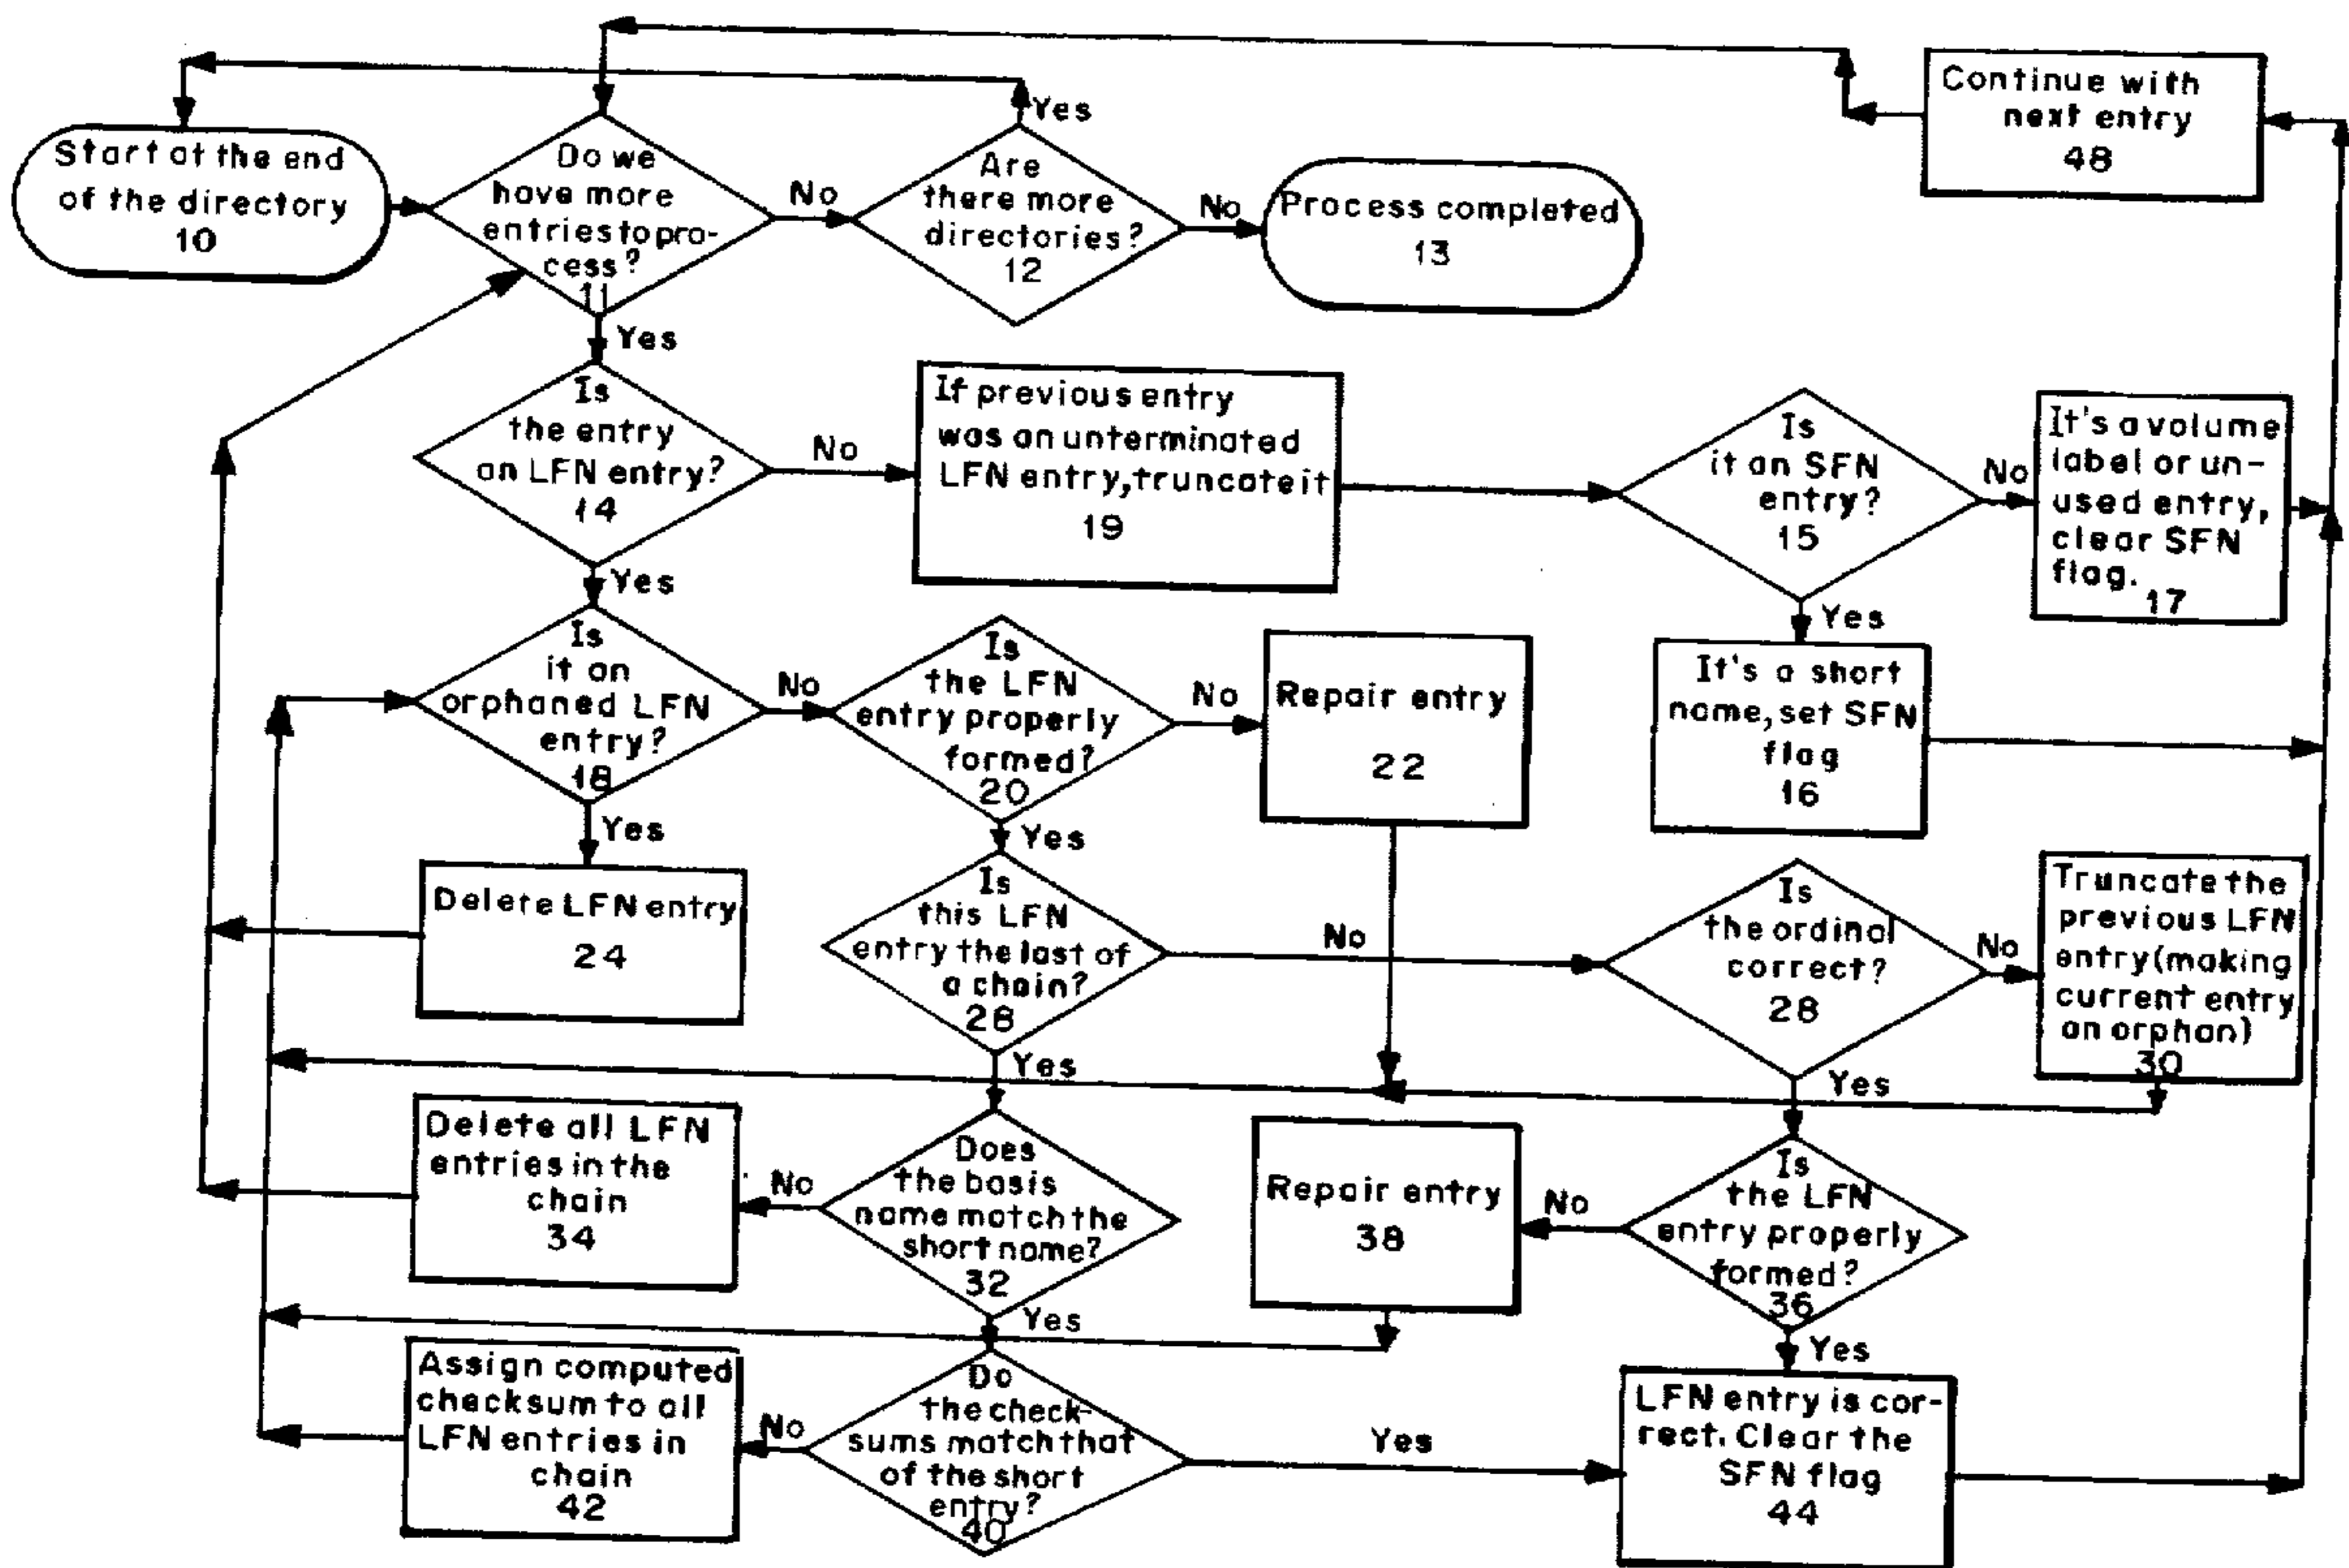 Start at the end
of the directory
10
Do we
have more
entries to pro-
cess?
11
No
Yes
Are
there more
directories?
12
Yes
No
Process completed
13
Continue with
next entry
48
Is
the entry
an LFN entry?
14
No
Yes
If previous entry
was an unterminated
LFN entry, truncate it
19
Is
it an SFN
entry?
15
No
Yes
It's a volume
label or un-
used entry,
clear SFN
flag.
17
It's a short
name, set SFN
flag
16
Is
it an
orphaned LFN
entry?
18
No
Yes
Is
the LFN
entry properly
formed?
20
No
Yes
Repair entry
22
Delete LFN entry
24
Is
this LFN
entry the last of
a chain?
26
No
Yes
Is
the ordinal
correct?
28
No
Yes
Truncate the
previous LFN
entry (making
current entry
an orphan)
30
Delete all LFN
entries in the
chain
34
No
Does
the basis
name match the
short name?
32
Yes
Repair entry
38
No
Is
the LFN
entry properly
formed?
36
Yes
Assign computed
checksum to all
LFN entries in
chain
42
No
Do
the check-
sums match that
of the short
entry?
40
Yes
LFN entry is cor-
rect. Clear the
SFN flag
44